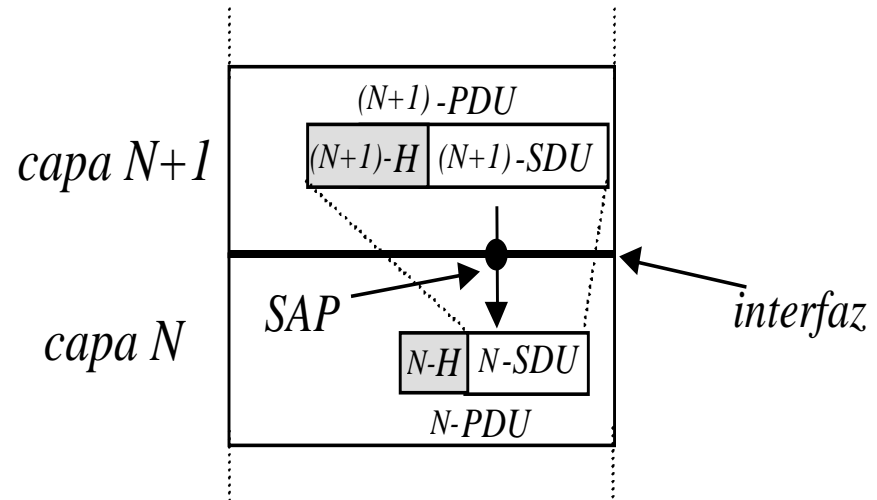 (N+1)-PDU
capa N+1
(N+1)-H
(N+1)-SDU
SAP
interfaz
capa N
N-H
N-SDU
N-PDU